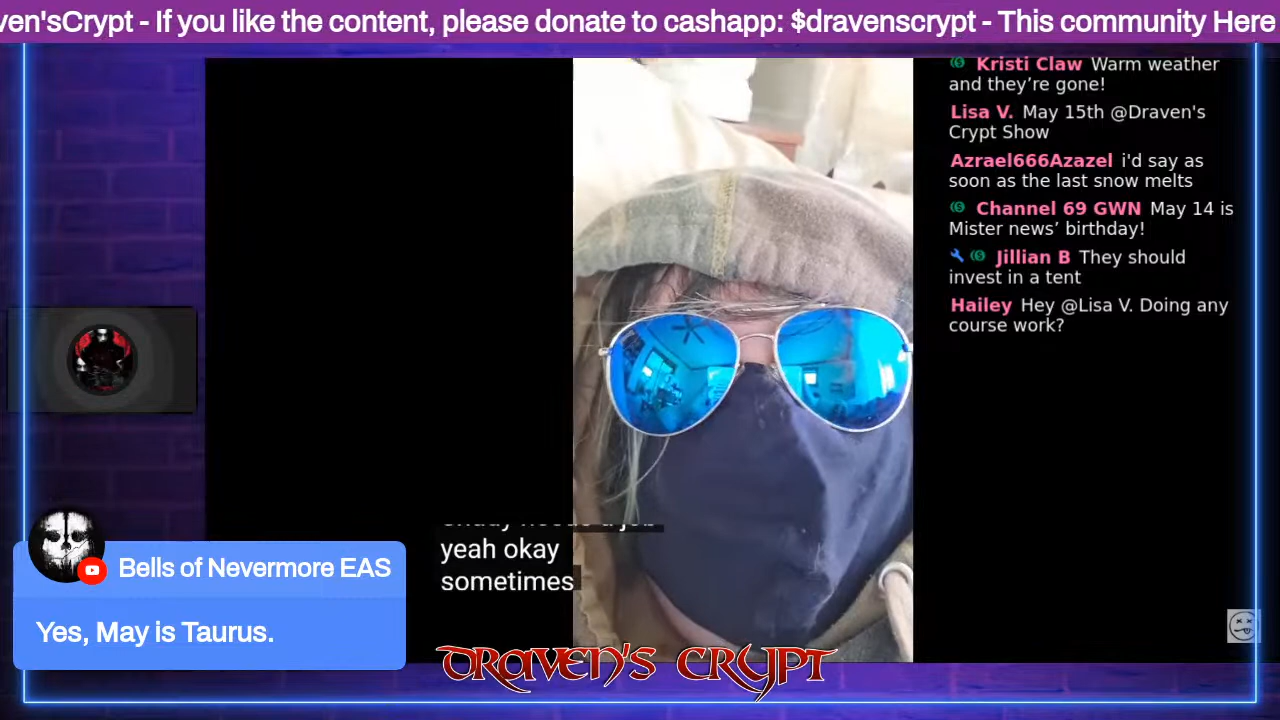 ven'sCrypt - If you like the content, please donate to cashapp: $dravenscrypt - This community Here
Kristi Claw Warm weather
and they’re gone!
Lisa V. May 15th @Draven's
Crypt Show
Azrael666Azazel i'd say as
soon as the last snow melts
Channel 69 GWN May 14 is
Mister news’ birthday!
Jillian B They should
invest in a tent
Hailey Hey @Lisa V. Doing any
course work?
yeah okay
sometimes
Bells of Nevermore EAS
Yes, May is Taurus.
DRAVEN'S CRYPT